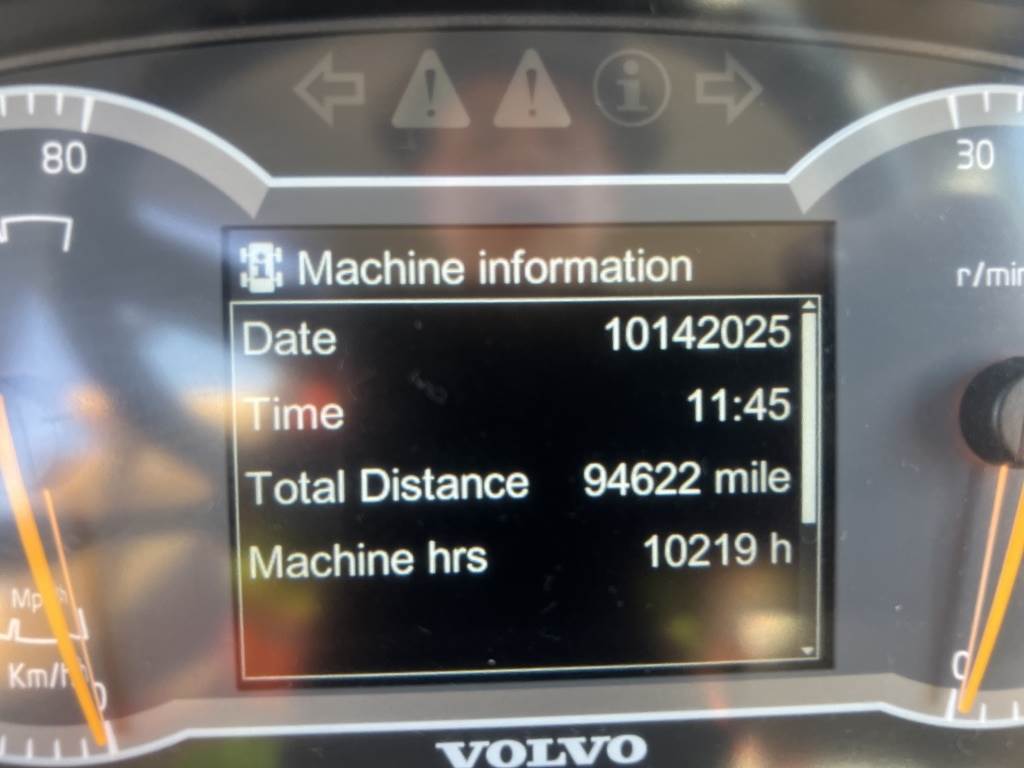 80
30
r/min
Machine information
Date 10142025
Time 11:45
Total Distance 94622 mile
Machine hrs 10219 h
Km/h
0
0
VOLVO